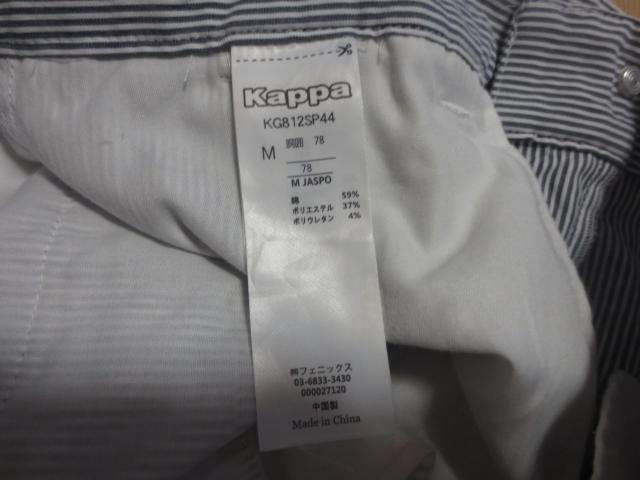 Kappa
KG812SP44
M 胴囲 78
78
M JASPO
綿 59%
ポリエステル 37%
ポリウレタン 4%
㈱フェニックス
03-6833-3430
000027120
中国製
Made in China